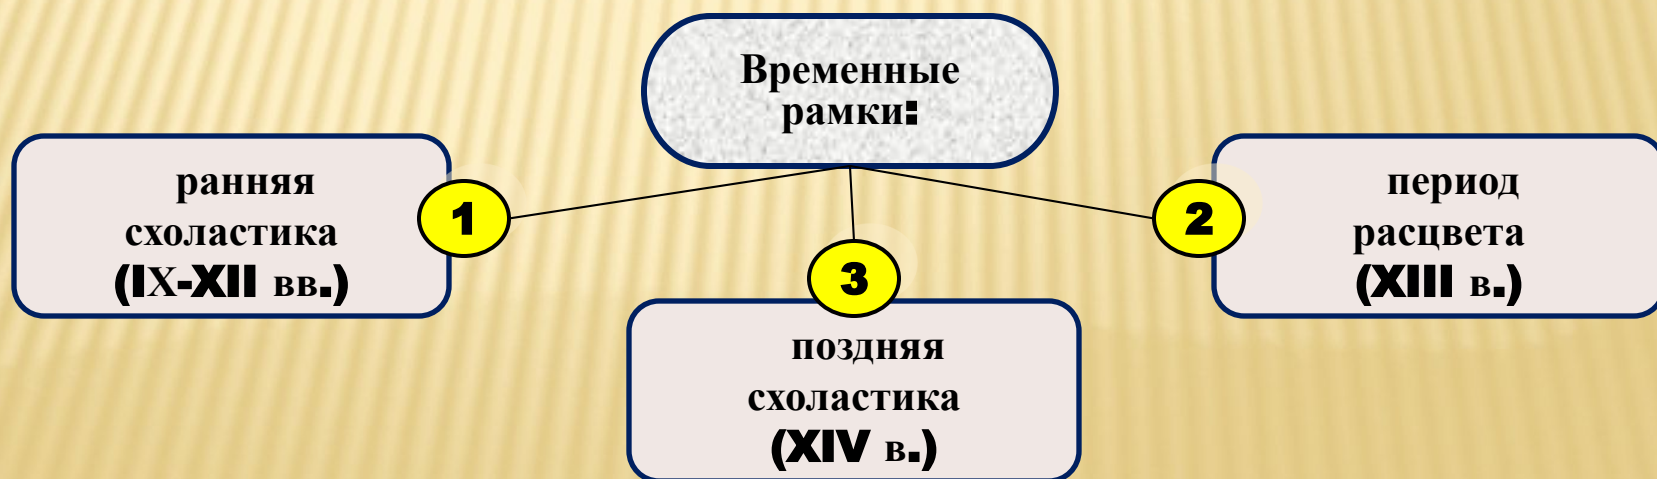 Временные
рамки:
ранняя
схоластика
(IX-XII вв.)
1
период
расцвета
(XIII в.)
2
3
поздняя
схоластика
(XIV в.)